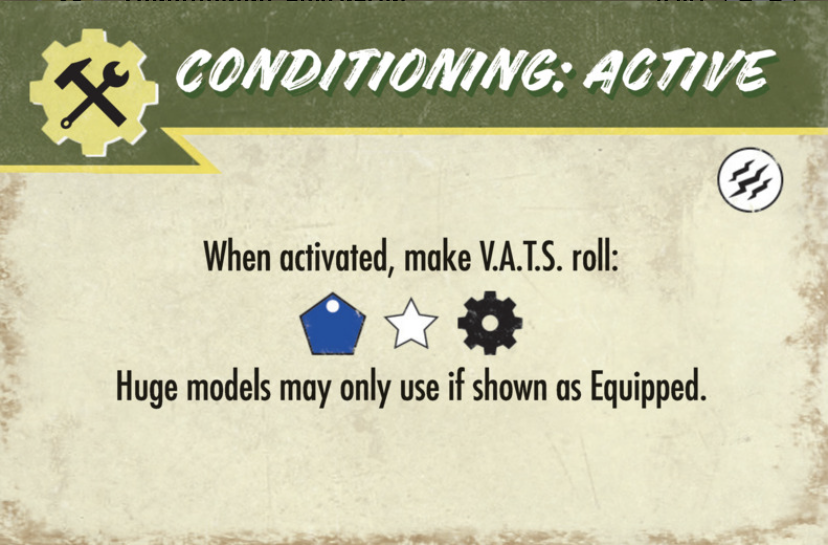 CONDITIONING: ACTIVE
When activated, make V.A.T.S. roll:
Huge models may only use if shown as Equipped.